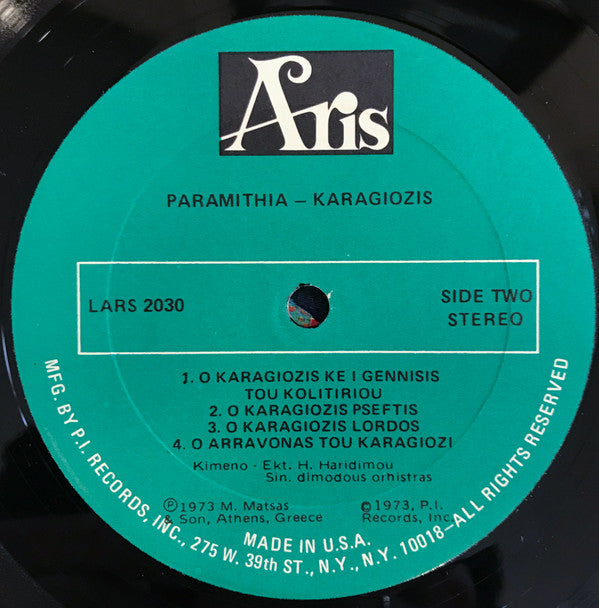 Aris
PARAMITHIA – KARAGIOZIS
LARS 2030
SIDE TWO
STEREO
1. O KARAGIOZIS KE I GENNISIS
TOU KOLITIRIOU
2. O KARAGIOZIS PSEFTIS
3. O KARAGIOZIS LORDOS
4. O ARRAVONAS TOU KARAGIOZI
Kimeno - Ekt. H. Haridimou
Sin. dimodous orhistras
℗1973 M. Matsas
& Son, Athens, Greece
©1973, P.I.
Records, Inc.
MADE IN U.S.A.
MFG. BY P.I. RECORDS, INC., 275 W. 39th ST., N.Y., N.Y. 10018–ALL RIGHTS RESERVED